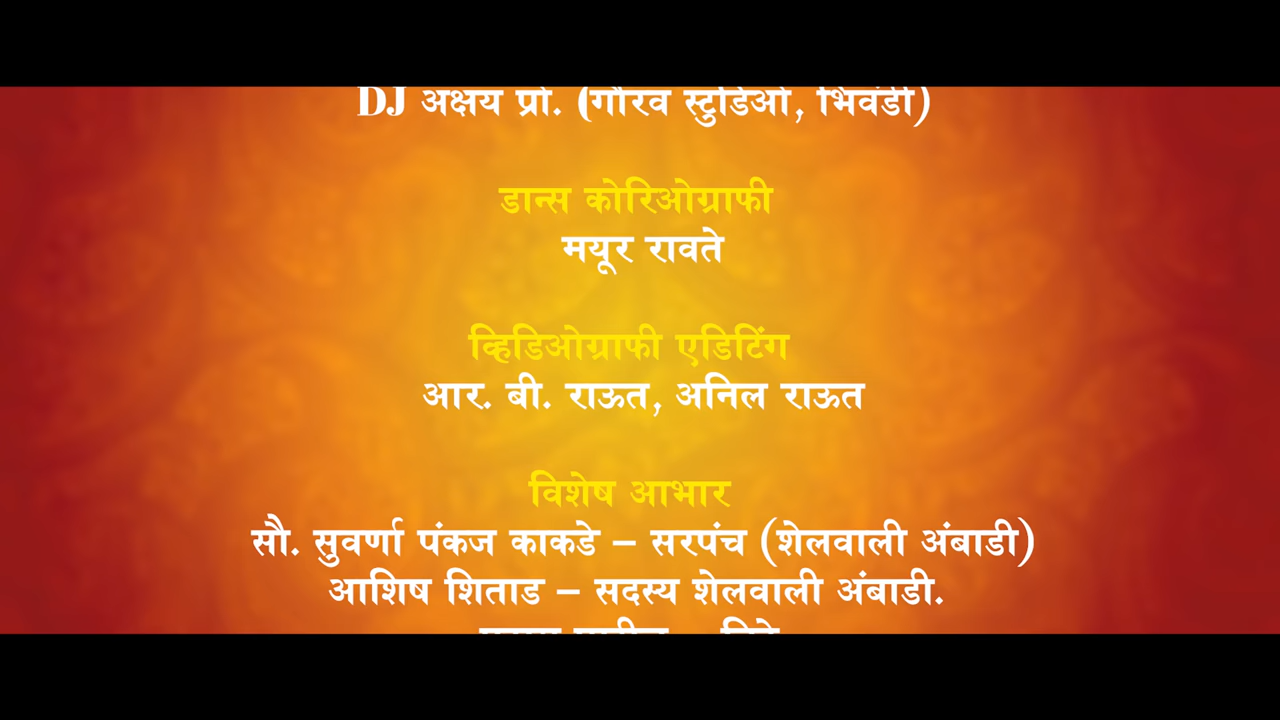 DJ अक्षय प्रो. (गौरव स्टुडिओ, भिवंडी)
डान्स कोरिओग्राफी
मयूर रावते
व्हिडिओग्राफी एडिटिंग
आर. बी. राऊत, अनिल राऊत
विशेष आभार
सौ. सुवर्णा पंकज काकडे – सरपंच (शेलवाली अंबाडी)
आशिष शिताड – सदस्य शेलवाली अंबाडी.